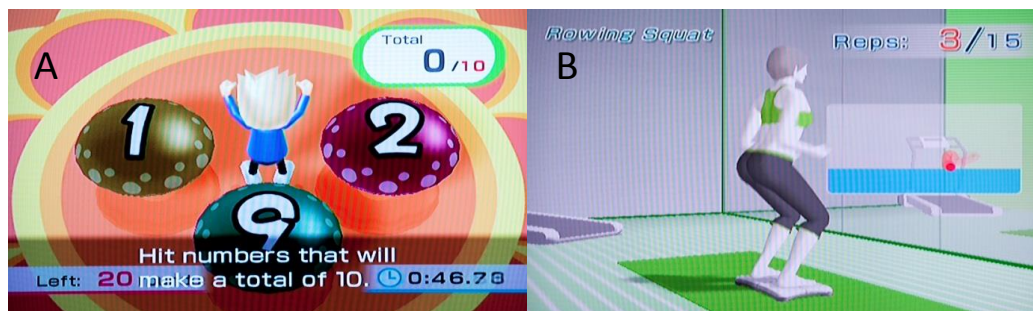 A
Total
0/10
1
2
9
Hit numbers that will
make a total of 10.
Left: 20
0:46.78
B
Rowing Squat
Reps: 3/15